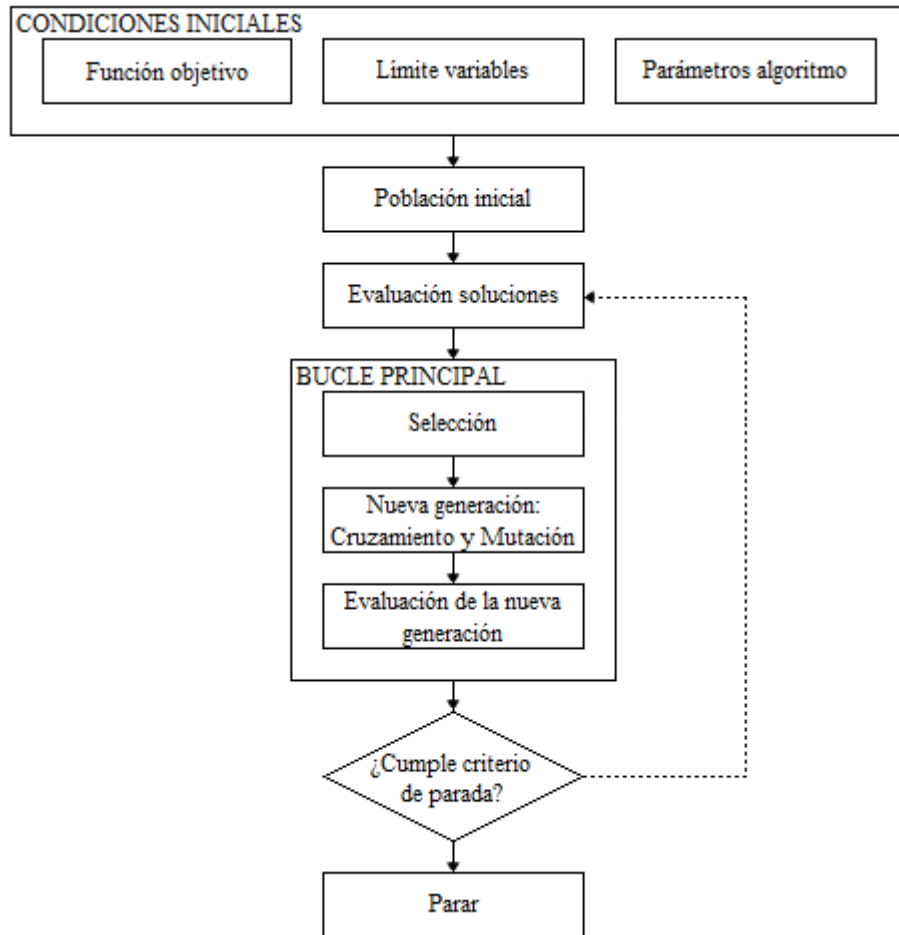 CONDICIONES INICIALES
Función objetivo
Límite variables
Parámetros algoritmo
Población inicial
Evaluación soluciones
BUCLE PRINCIPAL
Selección
Nueva generación:
Cruzamiento y Mutación
Evaluación de la nueva
generación
¿Cumple criterio
de parada?
Parar